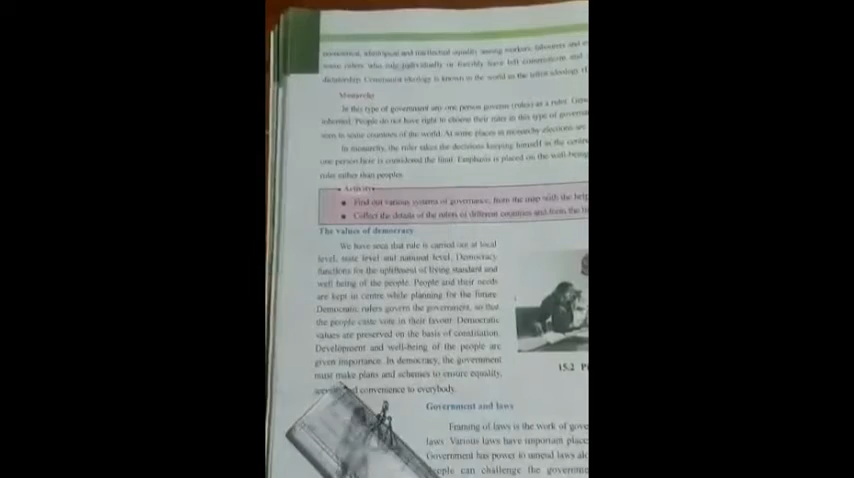 economical, ideological and intellectual equality among workers, labourers and
some rulers who rule individually or forcibly have left communism and
dictatorship. Communist ideology is known in the world as the leftist ideology
Monarchy
In this type of government any one person governs (rules) as a ruler.
informed. People do not have right to choose their ruler in this type of
seen in some countries of the world. At some places in monarchy elections are
In monarchy, the ruler takes the decisions keeping himself in the centre
one person here is considered the final. Emphasis is placed on the well-being
ruler rather than peoples.
Activity
• Find out various systems of governance, from the map with the help
• Collect the details of the rulers of different countries and from the
The values of democracy
We have seen that rule is carried out at local
level, state level and national level. Democracy
functions for the upliftment of living standard and
well being of the people. People and their needs
are kept in centre while planning for the future.
Democratic rulers govern the government, so that
the people caste vote in their favour. Democratic
values are preserved on the basis of constitution.
Development and well-being of the people are
given importance. In democracy, the government
must make plans and schemes to ensure equality,
and convenience to everybody.
15.2
Government and laws
Framing of laws is the work of
laws. Various laws have important place
Government has power to amend laws
people can challenge the